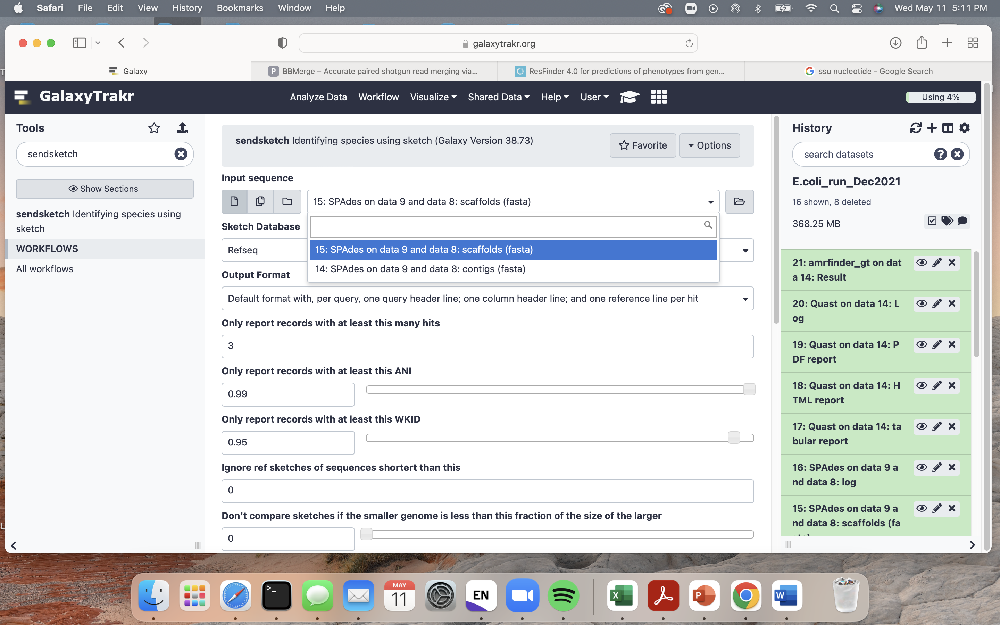 Safari File Edit View History Bookmarks Window Help Wed May 11 5:11 PM
galaxytrakr.org
Galaxy
BBMerge – Accurate paired shotgun read merging via...
ResFinder 4.0 for predictions of phenotypes from gen...
ssu nucleotide - Google Search
GalaxyTrakr
Analyze Data Workflow Visualize Shared Data Help User
Using 4%
Tools
sendsketch
Show Sections
sendsketch Identifying species using
sketch
WORKFLOWS
All workflows
sendsketch Identifying species using sketch (Galaxy Version 38.73)
Favorite
Options
Input sequence
15: SPAdes on data 9 and data 8: scaffolds (fasta)
15: SPAdes on data 9 and data 8: scaffolds (fasta)
14: SPAdes on data 9 and data 8: contigs (fasta)
Sketch Database
Refseq
Output Format
Default format with, per query, one query header line; one column header line; and one reference line per hit
Only report records with at least this many hits
3
Only report records with at least this ANI
0.99
Only report records with at least this WKID
0.95
Ignore ref sketches of sequences shortert than this
0
Don't compare sketches if the smaller genome is less than this fraction of the size of the larger
0
History
search datasets
E.coli_run_Dec2021
16 shown, 8 deleted
368.25 MB
21: amrfinder_gt on dat
a 14: Result
20: Quast on data 14: L
og
19: Quast on data 14: P
DF report
18: Quast on data 14: H
TML report
17: Quast on data 14: ta
bular report
16: SPAdes on data 9 a
nd data 8: log
15: SPAdes on data 9 a
nd data 8: scaffolds (fa
MAY
11
EN